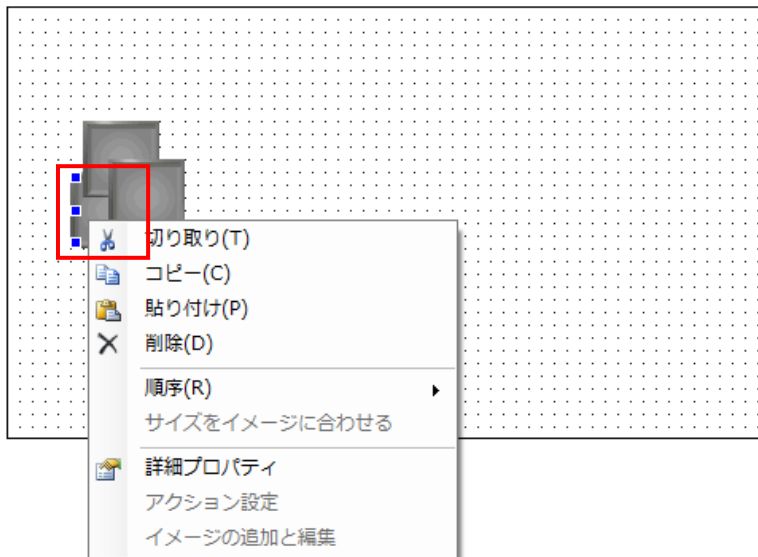 切り取り(T)
コピー(C)
貼り付け(P)
削除(D)
順序(R)
サイズをイメージに合わせる
詳細プロパティ
アクション設定
イメージの追加と編集